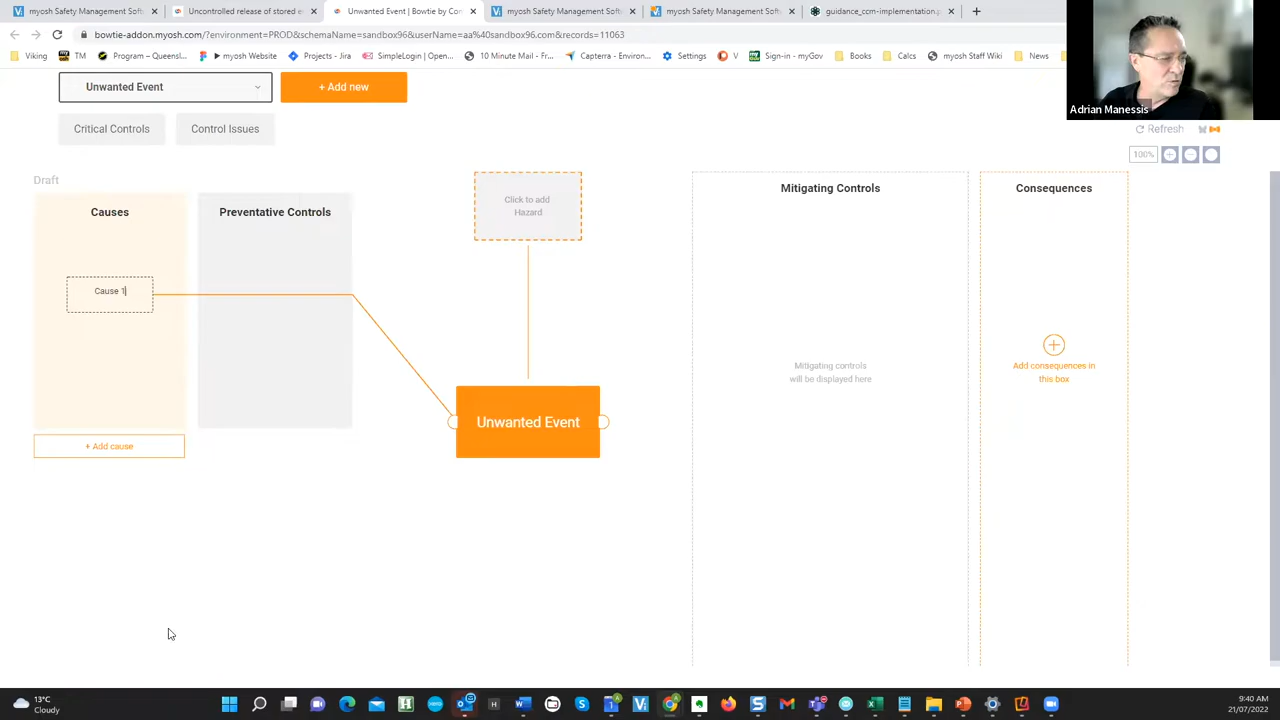 myosh Safety Management Softw
Uncontrolled release of stored e
Unwanted Event | Bowtie by Con
myosh Safety Management Softw
myosh Safety Management Softw
guidance_ccm-implementation.p
bowtie-addon.myosh.com/?environment=PROD&schemaName=sandbox96&userName=aa%40sandbox96.com&records=11063
Viking
TM
Program – Queenslan...
myosh Website
Projects - Jira
SimpleLogin | Open...
10 Minute Mail - Fr...
Capterra - Environ...
Settings
V
Sign-in - myGov
Books
Calcs
myosh Staff Wiki
News
Adrian Manessis
Unwanted Event
+ Add new
Critical Controls
Control Issues
Refresh
100%
Draft
Causes
Preventative Controls
Click to add
Hazard
Mitigating Controls
Consequences
Cause 1
Mitigating controls
will be displayed here
Add consequences in
this box
Unwanted Event
+ Add cause
13°C
Cloudy
9:40 AM
21/07/2022